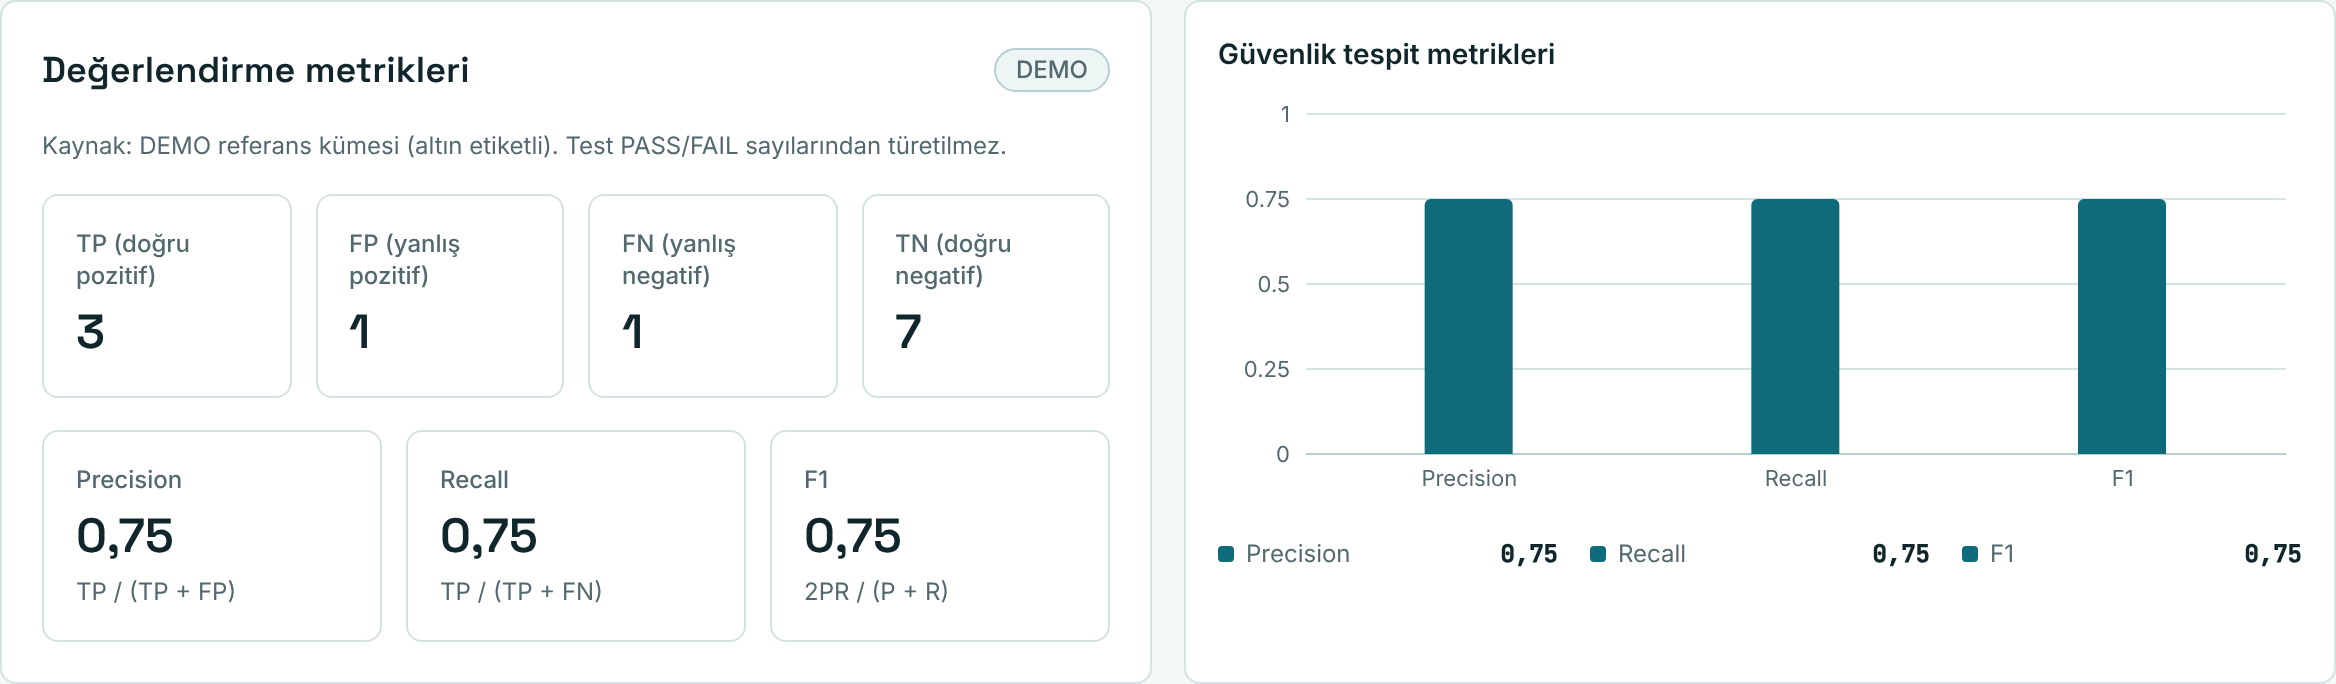 Değerlendirme metrikleri
DEMO
Kaynak: DEMO referans kümesi (altın etiketli). Test PASS/FAIL sayılarından türetilmez.
TP (doğru
pozitif)
3
FP (yanlış
pozitif)
1
FN (yanlış
negatif)
1
TN (doğru
negatif)
7
Precision
0,75
TP / (TP + FP)
Recall
0,75
TP / (TP + FN)
F1
0,75
2PR / (P + R)
Güvenlik tespit metrikleri
1
0.75
0.5
0.25
0
Precision
Recall
F1
Precision 0,75
Recall 0,75
F1 0,75